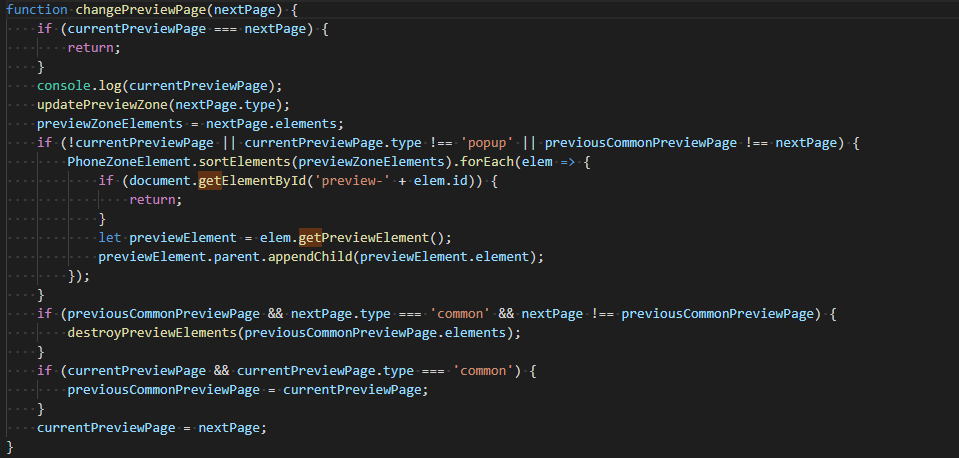 function changePreviewPage(nextPage) {
    if (currentPreviewPage === nextPage) {
        return;
    }
    console.log(currentPreviewPage);
    updatePreviewZone(nextPage.type);
    previewZoneElements = nextPage.elements;
    if (!currentPreviewPage || currentPreviewPage.type !== 'popup' || previousCommonPreviewPage !== nextPage) {
        PhoneZoneElement.sortElements(previewZoneElements).forEach(elem => {
            if (document.getElementById('preview-' + elem.id)) {
                return;
            }
            let previewElement = elem.getPreviewElement();
            previewElement.parent.appendChild(previewElement.element);
        });
    }
    if (previousCommonPreviewPage && nextPage.type === 'common' && nextPage !== previousCommonPreviewPage) {
        destroyPreviewElements(previousCommonPreviewPage.elements);
    }
    if (currentPreviewPage && currentPreviewPage.type === 'common') {
        previousCommonPreviewPage = currentPreviewPage;
    }
    currentPreviewPage = nextPage;
}